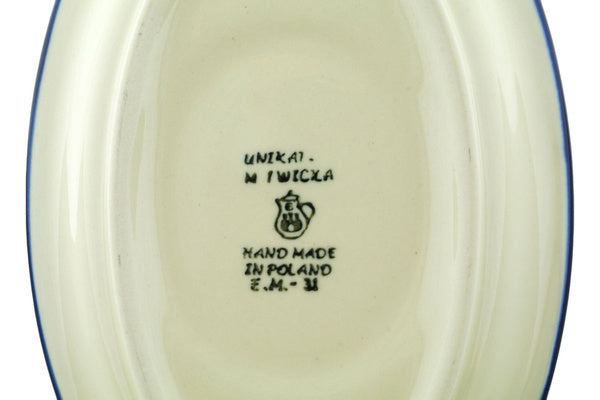 UNIKAT.
M IWICKA
HAND MADE
IN POLAND
E.M.- 31